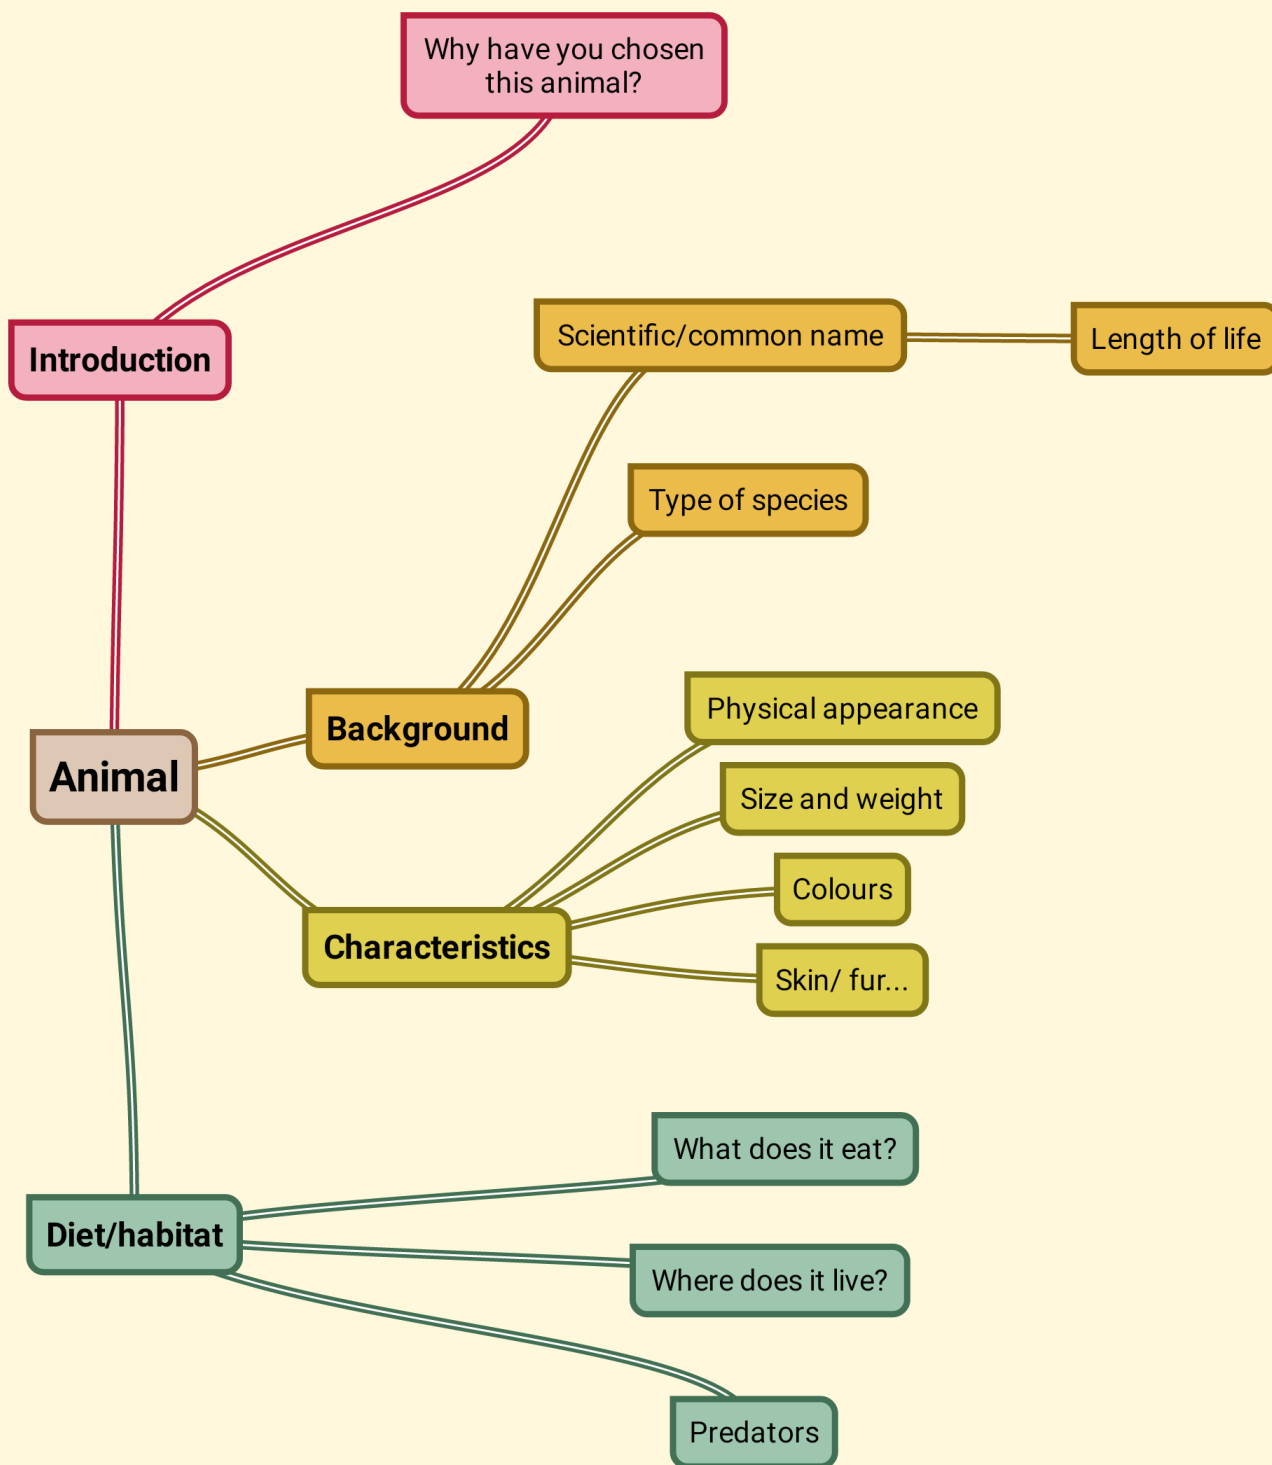 Why have you chosen
this animal?
Introduction
Scientific/common name
Length of life
Type of species
Background
Physical appearance
Animal
Size and weight
Colours
Characteristics
Skin/ fur...
What does it eat?
Diet/habitat
Where does it live?
Predators